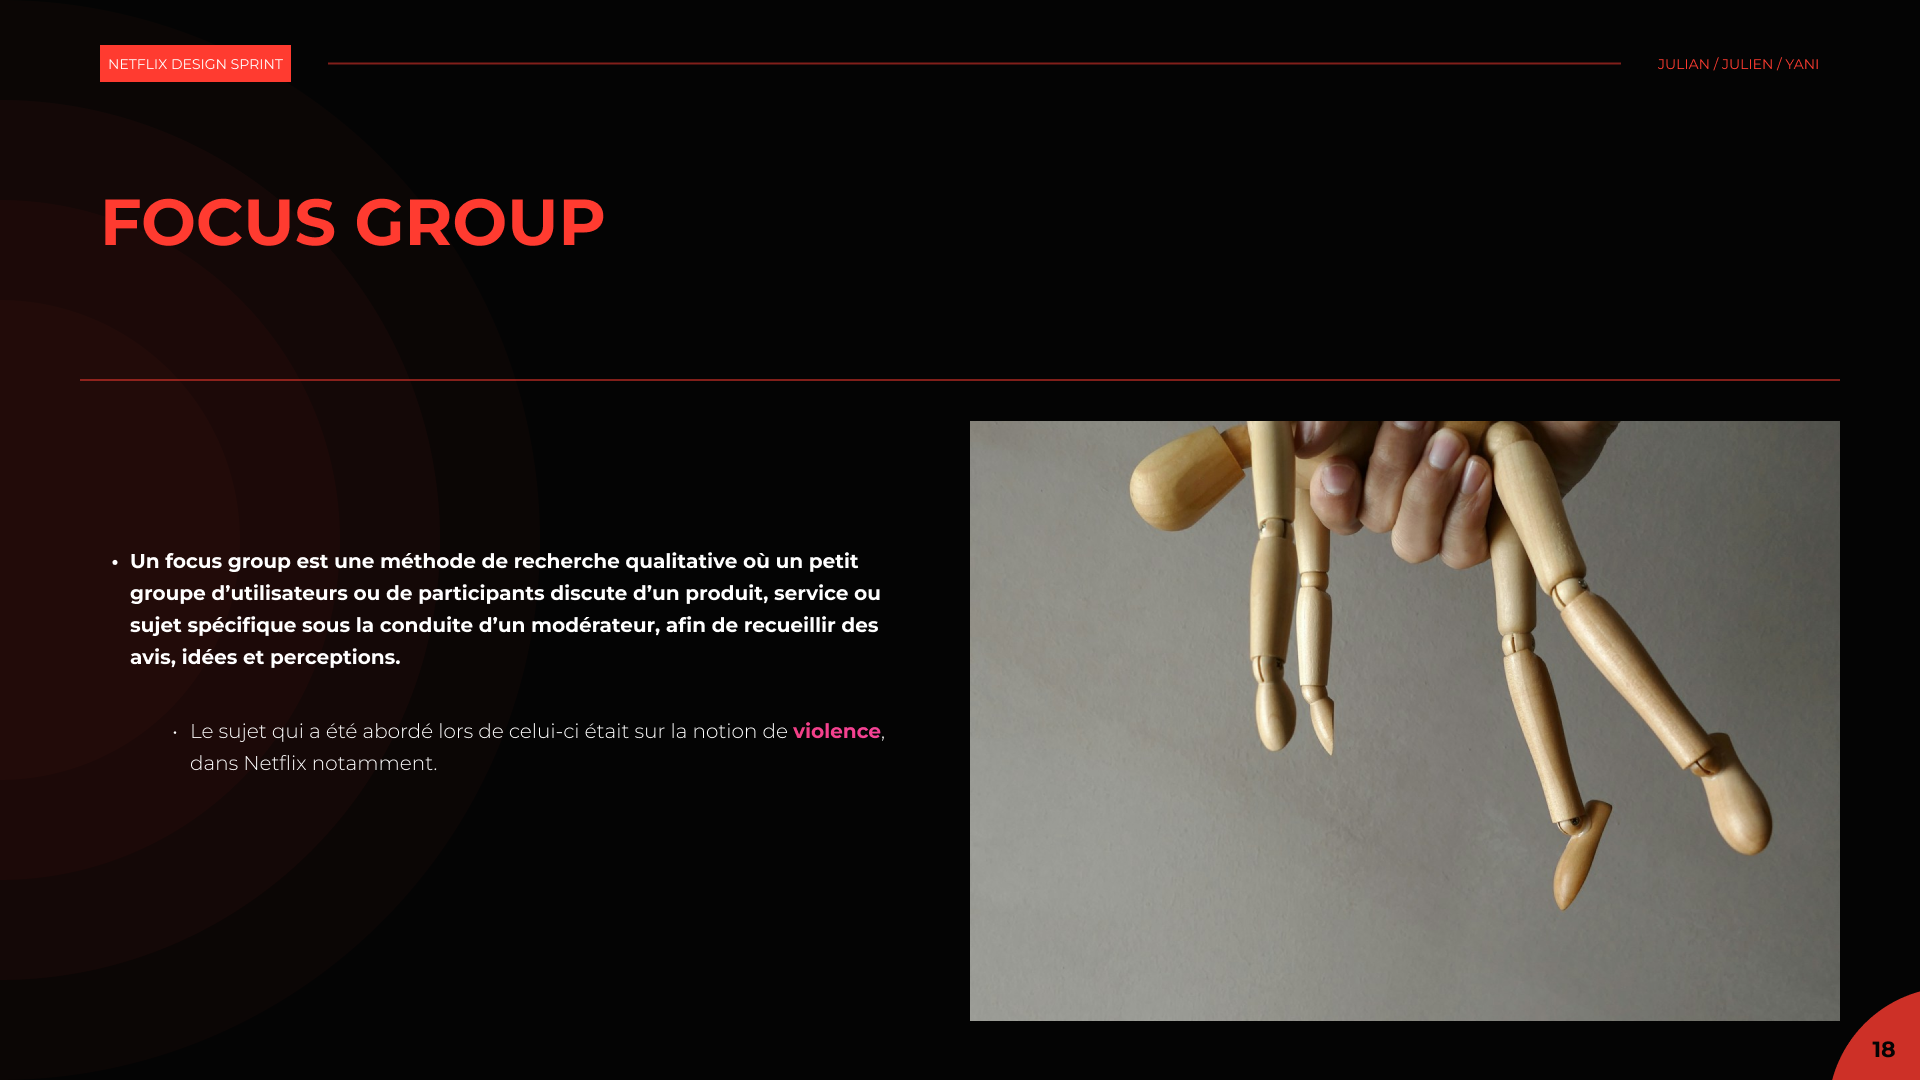 NETFLIX DESIGN SPRINT
JULIAN / JULIEN / YANI
FOCUS GROUP
• Un focus group est une méthode de recherche qualitative où un petit
groupe d’utilisateurs ou de participants discute d’un produit, service ou
sujet spécifique sous la conduite d’un modérateur, afin de recueillir des
avis, idées et perceptions.
• Le sujet qui a été abordé lors de celui-ci était sur la notion de violence,
dans Netflix notamment.
18